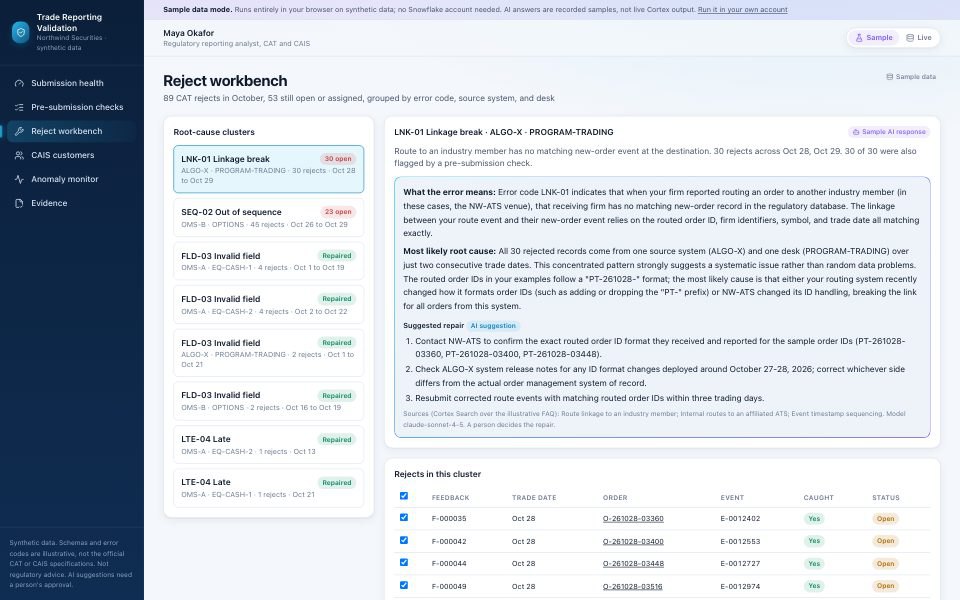 Trade Reporting
Validation
Northwind Securities ·
synthetic data
Submission health
Pre-submission checks
Reject workbench
CAIS customers
Anomaly monitor
Evidence
Synthetic data. Schemas and error
codes are illustrative, not the official
CAT or CAIS specifications. Not
regulatory advice. AI suggestions need
a person's approval.
Sample data mode. Runs entirely in your browser on synthetic data; no Snowflake account needed. AI answers are recorded samples, not live Cortex output. Run it in your own account
Maya Okafor
Regulatory reporting analyst, CAT and CAIS
Sample
Live
Reject workbench
Sample data
89 CAT rejects in October, 53 still open or assigned, grouped by error code, source system, and desk
Root-cause clusters
LNK-01 Linkage break
30 open
ALGO-X · PROGRAM-TRADING · 30 rejects · Oct 28
to Oct 29
SEQ-02 Out of sequence
23 open
OMS-B · OPTIONS · 45 rejects · Oct 26 to Oct 29
FLD-03 Invalid field
Repaired
OMS-A · EQ-CASH-1 · 4 rejects · Oct 1 to Oct 19
FLD-03 Invalid field
Repaired
OMS-A · EQ-CASH-2 · 4 rejects · Oct 2 to Oct 22
FLD-03 Invalid field
Repaired
ALGO-X · PROGRAM-TRADING · 2 rejects · Oct 1 to
Oct 21
FLD-03 Invalid field
Repaired
OMS-B · OPTIONS · 2 rejects · Oct 16 to Oct 19
LTE-04 Late
Repaired
OMS-A · EQ-CASH-2 · 1 rejects · Oct 13
LTE-04 Late
Repaired
OMS-A · EQ-CASH-1 · 1 rejects · Oct 21
LNK-01 Linkage break · ALGO-X · PROGRAM-TRADING
Sample AI response
Route to an industry member has no matching new-order event at the destination. 30 rejects across Oct 28, Oct 29. 30 of 30 were also
flagged by a pre-submission check.
What the error means: Error code LNK-01 indicates that when your firm reported routing an order to another industry member (in
these cases, the NW-ATS venue), that receiving firm has no matching new-order record in the regulatory database. The linkage
between your route event and their new-order event relies on the routed order ID, firm identifiers, symbol, and trade date all matching
exactly.
Most likely root cause: All 30 rejected records come from one source system (ALGO-X) and one desk (PROGRAM-TRADING) over
just two consecutive trade dates. This concentrated pattern strongly suggests a systematic issue rather than random data problems.
The routed order IDs in your examples follow a "PT-261028-" format; the most likely cause is that either your routing system recently
changed how it formats order IDs (such as adding or dropping the "PT-" prefix) or NW-ATS changed its ID handling, breaking the link
for all orders from this system.
Suggested repair AI suggestion
1. Contact NW-ATS to confirm the exact routed order ID format they received and reported for the sample order IDs (PT-261028-
03360, PT-261028-03400, PT-261028-03448).
2. Check ALGO-X system release notes for any ID format changes deployed around October 27-28, 2026; correct whichever side
differs from the actual order management system of record.
3. Resubmit corrected route events with matching routed order IDs within three trading days.
Sources (Cortex Search over the illustrative FAQ): Route linkage to an industry member; Internal routes to an affiliated ATS; Event timestamp sequencing. Model
claude-sonnet-4-5. A person decides the repair.
Rejects in this cluster
FEEDBACK TRADE DATE ORDER EVENT CAUGHT STATUS
F-000035 Oct 28 O-261028-03360 E-0012402 Yes Open
F-000042 Oct 28 O-261028-03400 E-0012553 Yes Open
F-000044 Oct 28 O-261028-03448 E-0012727 Yes Open
F-000049 Oct 28 O-261028-03516 E-0012974 Yes Open